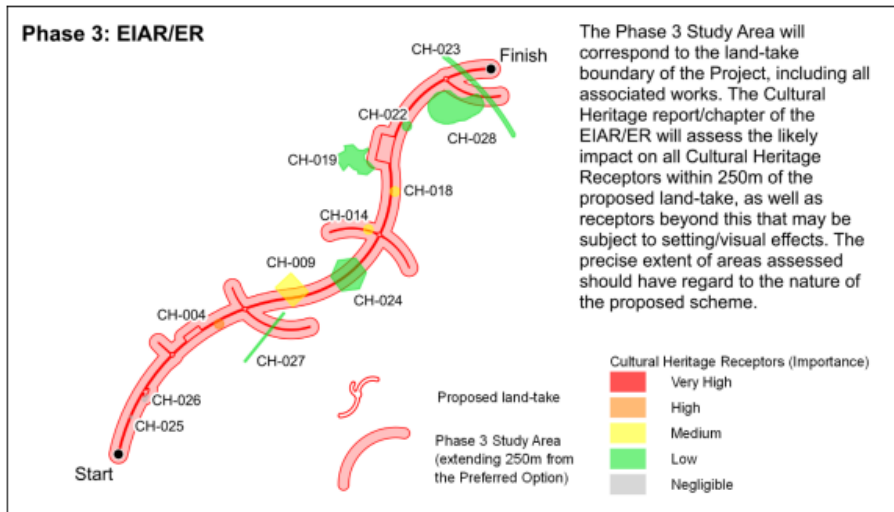 Phase 3: EIAR/ER
CH-023
Finish
CH-022
CH-028
CH-019
CH-018
CH-014
CH-009
CH-024
CH-004
CH-027
CH-026
CH-025
Start
The Phase 3 Study Area will
correspond to the land-take
boundary of the Project, including all
associated works. The Cultural
Heritage report/chapter of the
EIAR/ER will assess the likely
impact on all Cultural Heritage
Receptors within 250m of the
proposed land-take, as well as
receptors beyond this that may be
subject to setting/visual effects. The
precise extent of areas assessed
should have regard to the nature of
the proposed scheme.
Proposed land-take
Phase 3 Study Area
(extending 250m from
the Preferred Option)
Cultural Heritage Receptors (Importance)
Very High
High
Medium
Low
Negligible